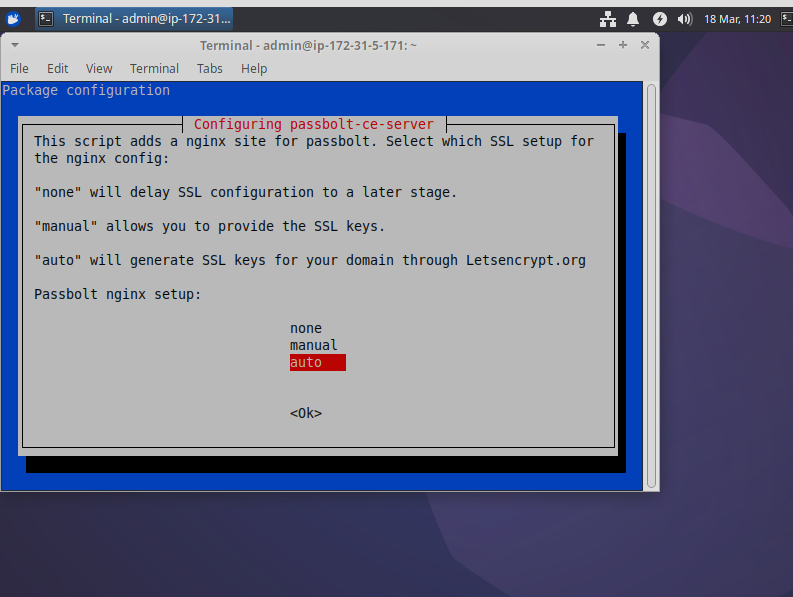 Terminal - admin@ip-172-31...
18 Mar, 11:20
Terminal - admin@ip-172-31-5-171: ~
File Edit View Terminal Tabs Help
Package configuration
Configuring passbolt-ce-server
This script adds a nginx site for passbolt. Select which SSL setup for
the nginx config:
"none" will delay SSL configuration to a later stage.
"manual" allows you to provide the SSL keys.
"auto" will generate SSL keys for your domain through Letsencrypt.org
Passbolt nginx setup:
none
manual
auto
<Ok>